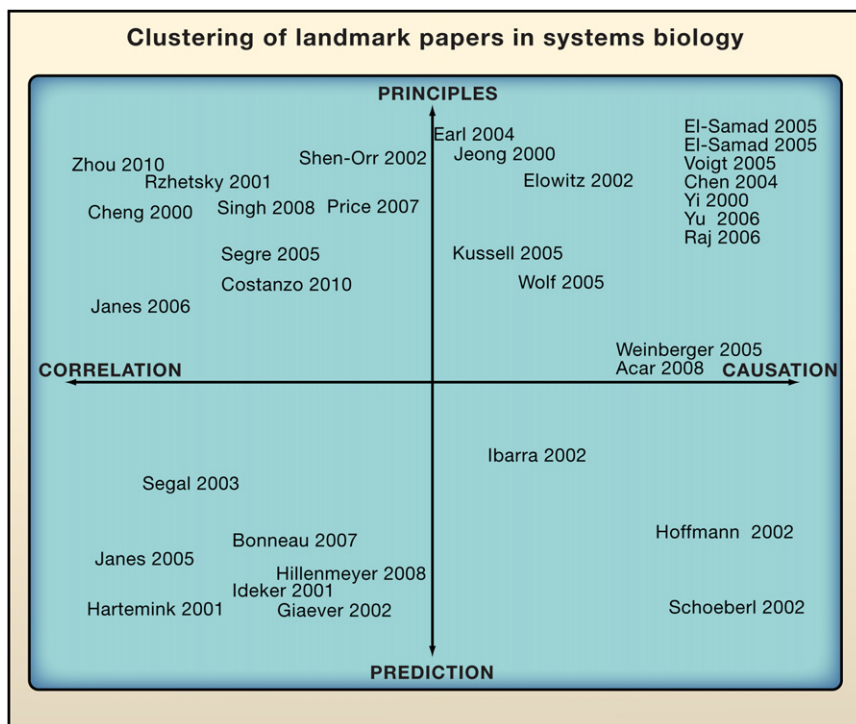 Clustering of landmark papers in systems biology
PRINCIPLES
El-Samad 2005
Earl 2004
El-Samad 2005
Shen-Orr 2002
Jeong 2000
Zhou 2010
Voigt 2005
Rzhetsky 2001
Elowitz 2002
Chen 2004
Yi 2000
Cheng 2000
Singh 2008
Price 2007
Yu 2006
Raj 2006
Segre 2005
Kussell 2005
Costanzo 2010
Wolf 2005
Janes 2006
Weinberger 2005
CORRELATION
Acar 2008
CAUSATION
Ibarra 2002
Segal 2003
Hoffmann 2002
Bonneau 2007
Janes 2005
Hillenmeyer 2008
Ideker 2001
Hartemink 2001
Giaever 2002
Schoeberl 2002
PREDICTION